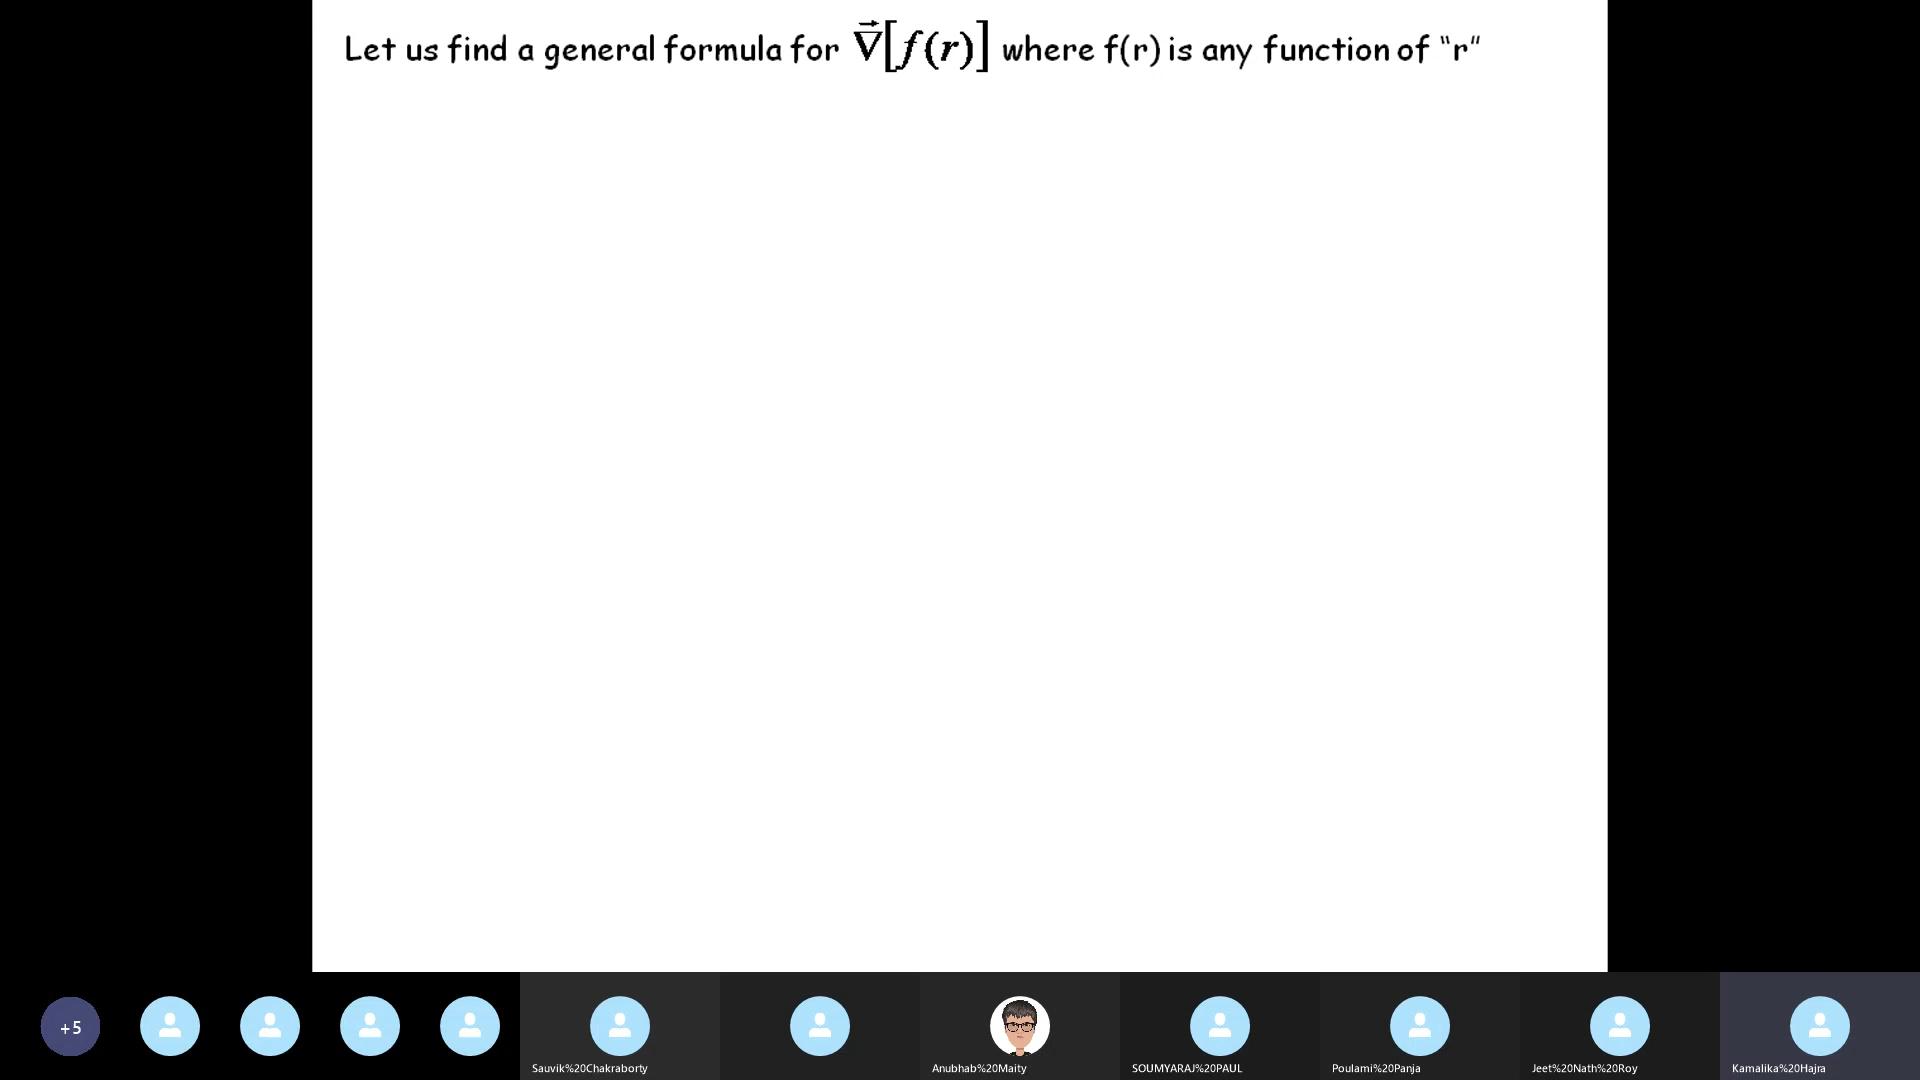 Let us find a general formula for ∇⃗[f(r)] where f(r) is any function of “r”
+5
Sauvik%20Chakraborty
Anubhab%20Maity
SOUMYARAJ%20PAUL
Poulami%20Panja
Jeet%20Nath%20Roy
Kamalika%20Hajra